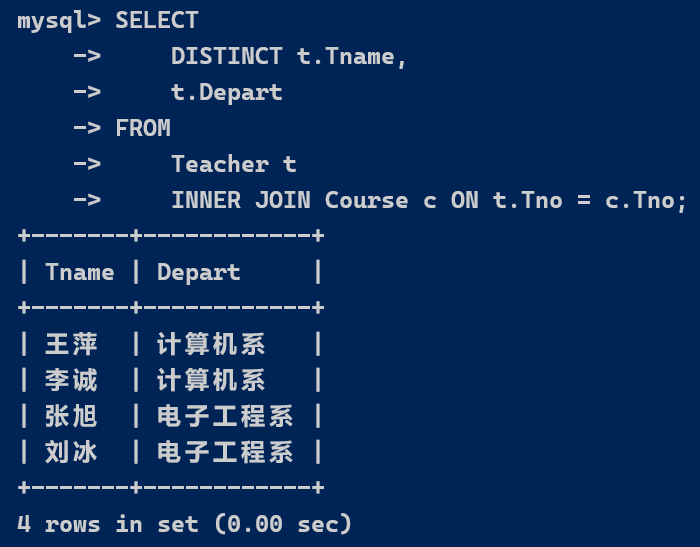 mysql> SELECT
    ->     DISTINCT t.Tname,
    ->     t.Depart
    -> FROM
    ->     Teacher t
    ->     INNER JOIN Course c ON t.Tno = c.Tno;
+-------+------------+
| Tname | Depart     |
+-------+------------+
| 王萍  | 计算机系   |
| 李诚  | 计算机系   |
| 张旭  | 电子工程系 |
| 刘冰  | 电子工程系 |
+-------+------------+
4 rows in set (0.00 sec)